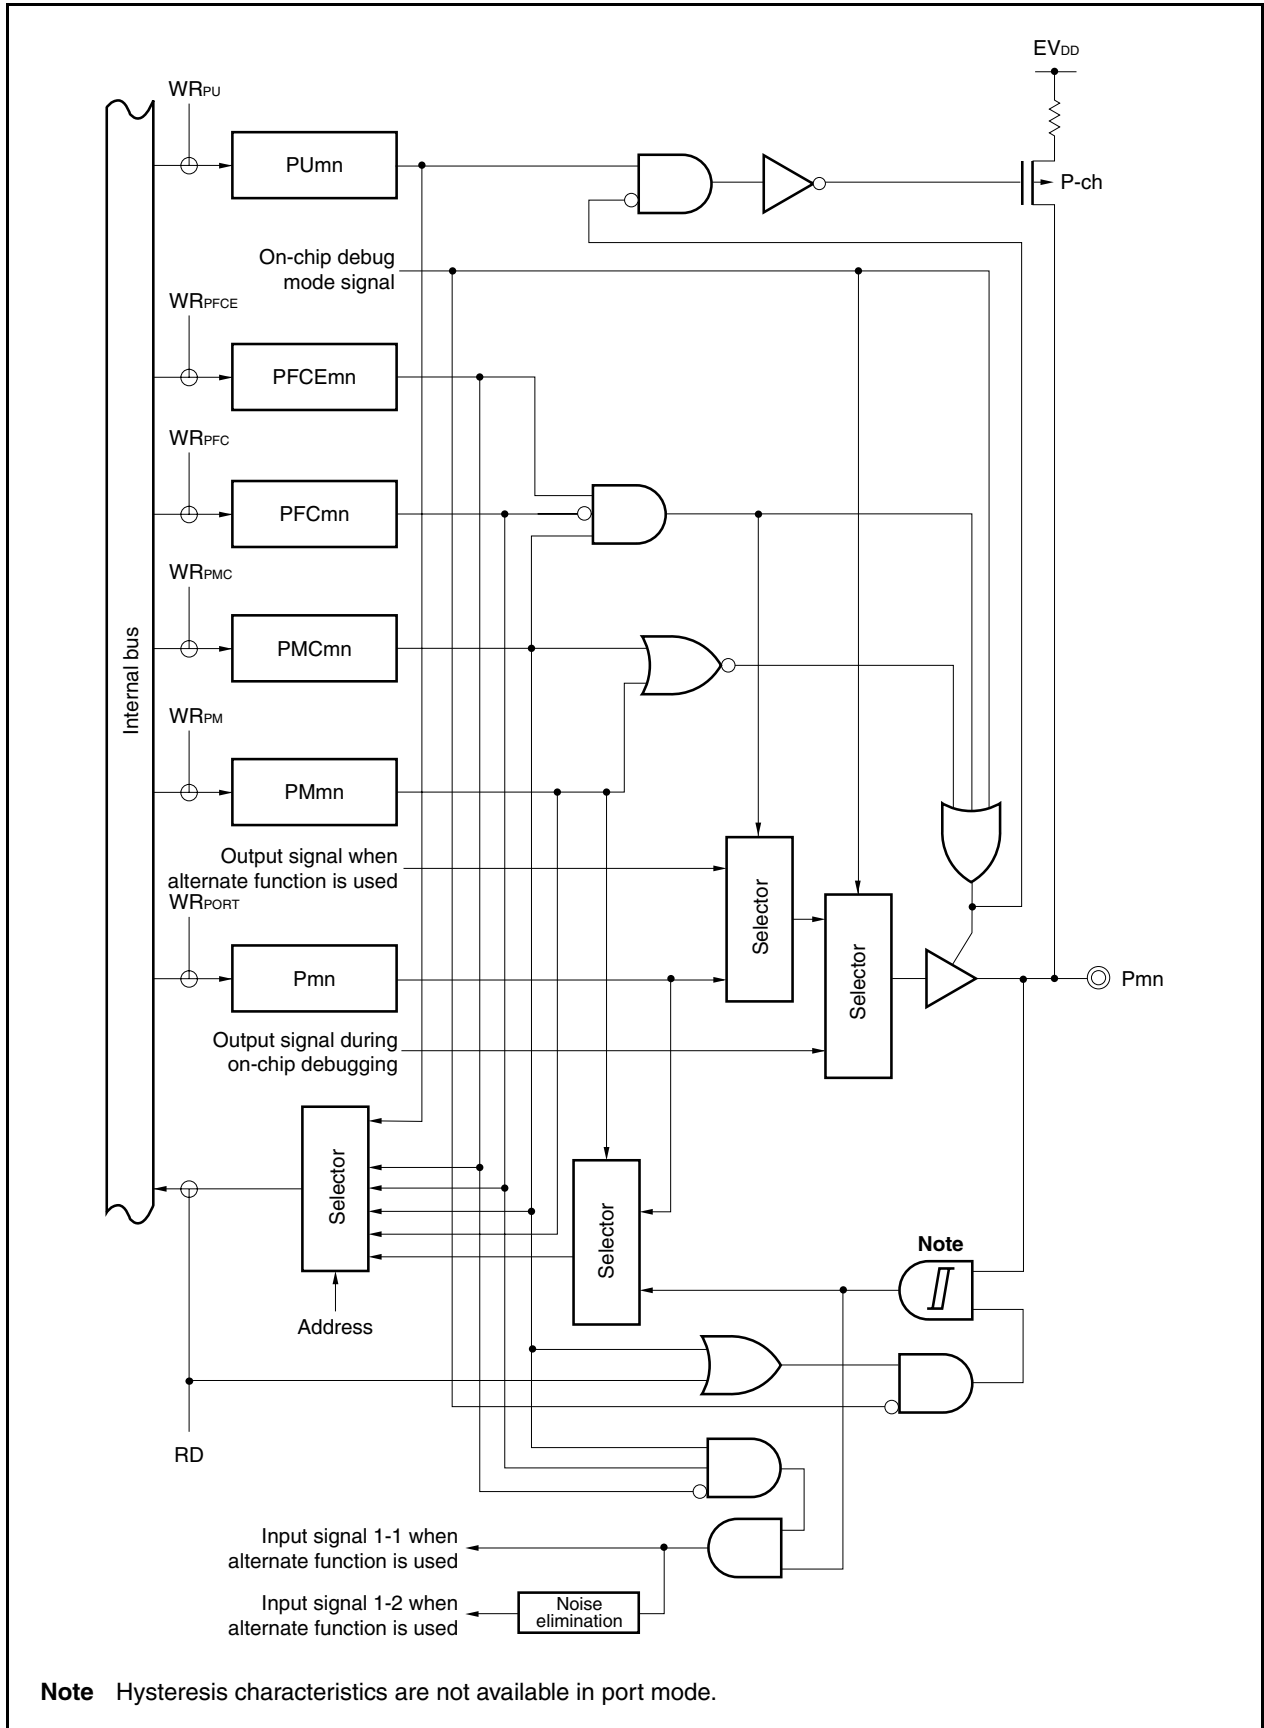 EVDD
WRPU
PUmn
P-ch
On-chip debug
mode signal
WRPFCE
PFCEmn
WRPFC
PFCmn
WRPMC
PMCmn
Internal bus
WRPM
PMmn
Output signal when
alternate function is used
WRPORT
Selector
Pmn
Selector
Pmn
Output signal during
on-chip debugging
Selector
Selector
Note
Address
RD
Input signal 1-1 when
alternate function is used
Input signal 1-2 when
alternate function is used
Noise
elimination
Note Hysteresis characteristics are not available in port mode.